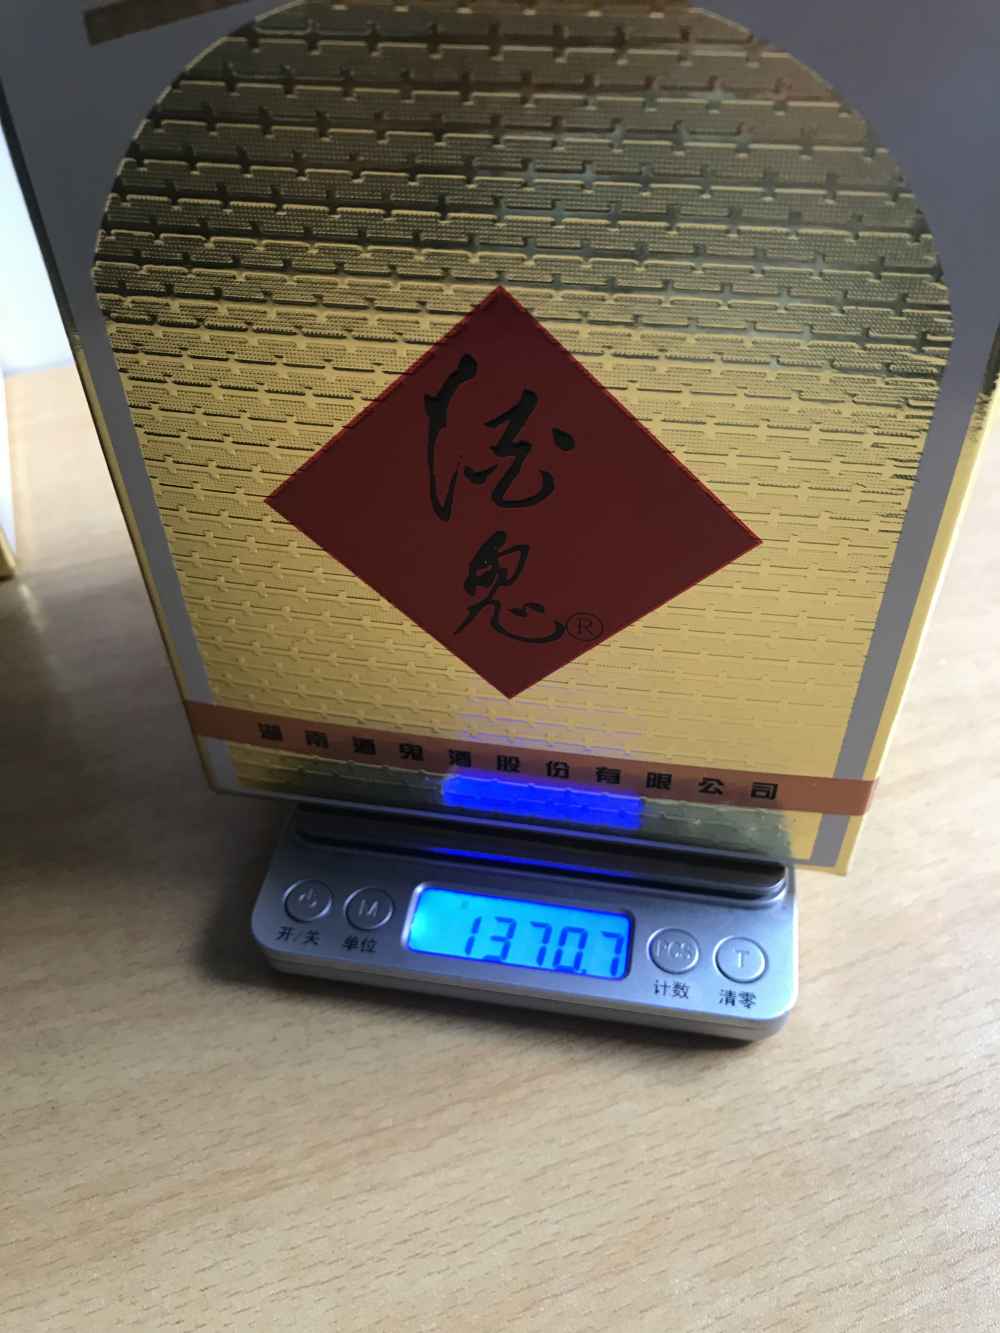 酒
鬼
®
湖南酒鬼酒股份有限公司
1370.7
M
PCS
T
开/关
单位
计数
清零